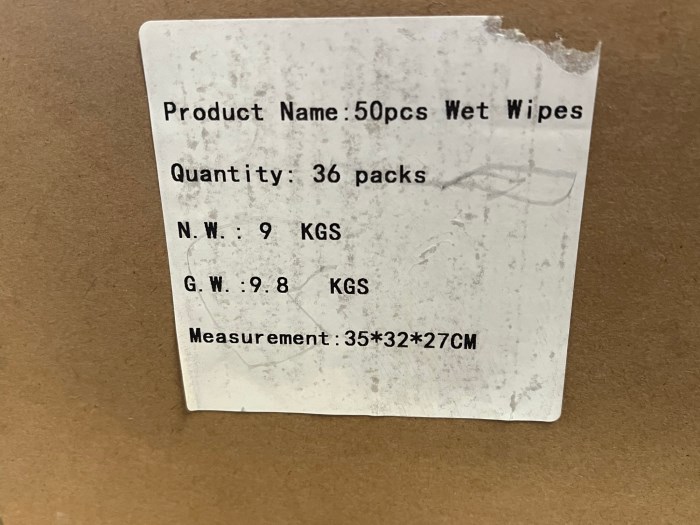 Product Name:50pcs Wet Wipes
Quantity: 36 packs
N.W.: 9 KGS
G.W.:9.8 KGS
Measurement:35*32*27CM